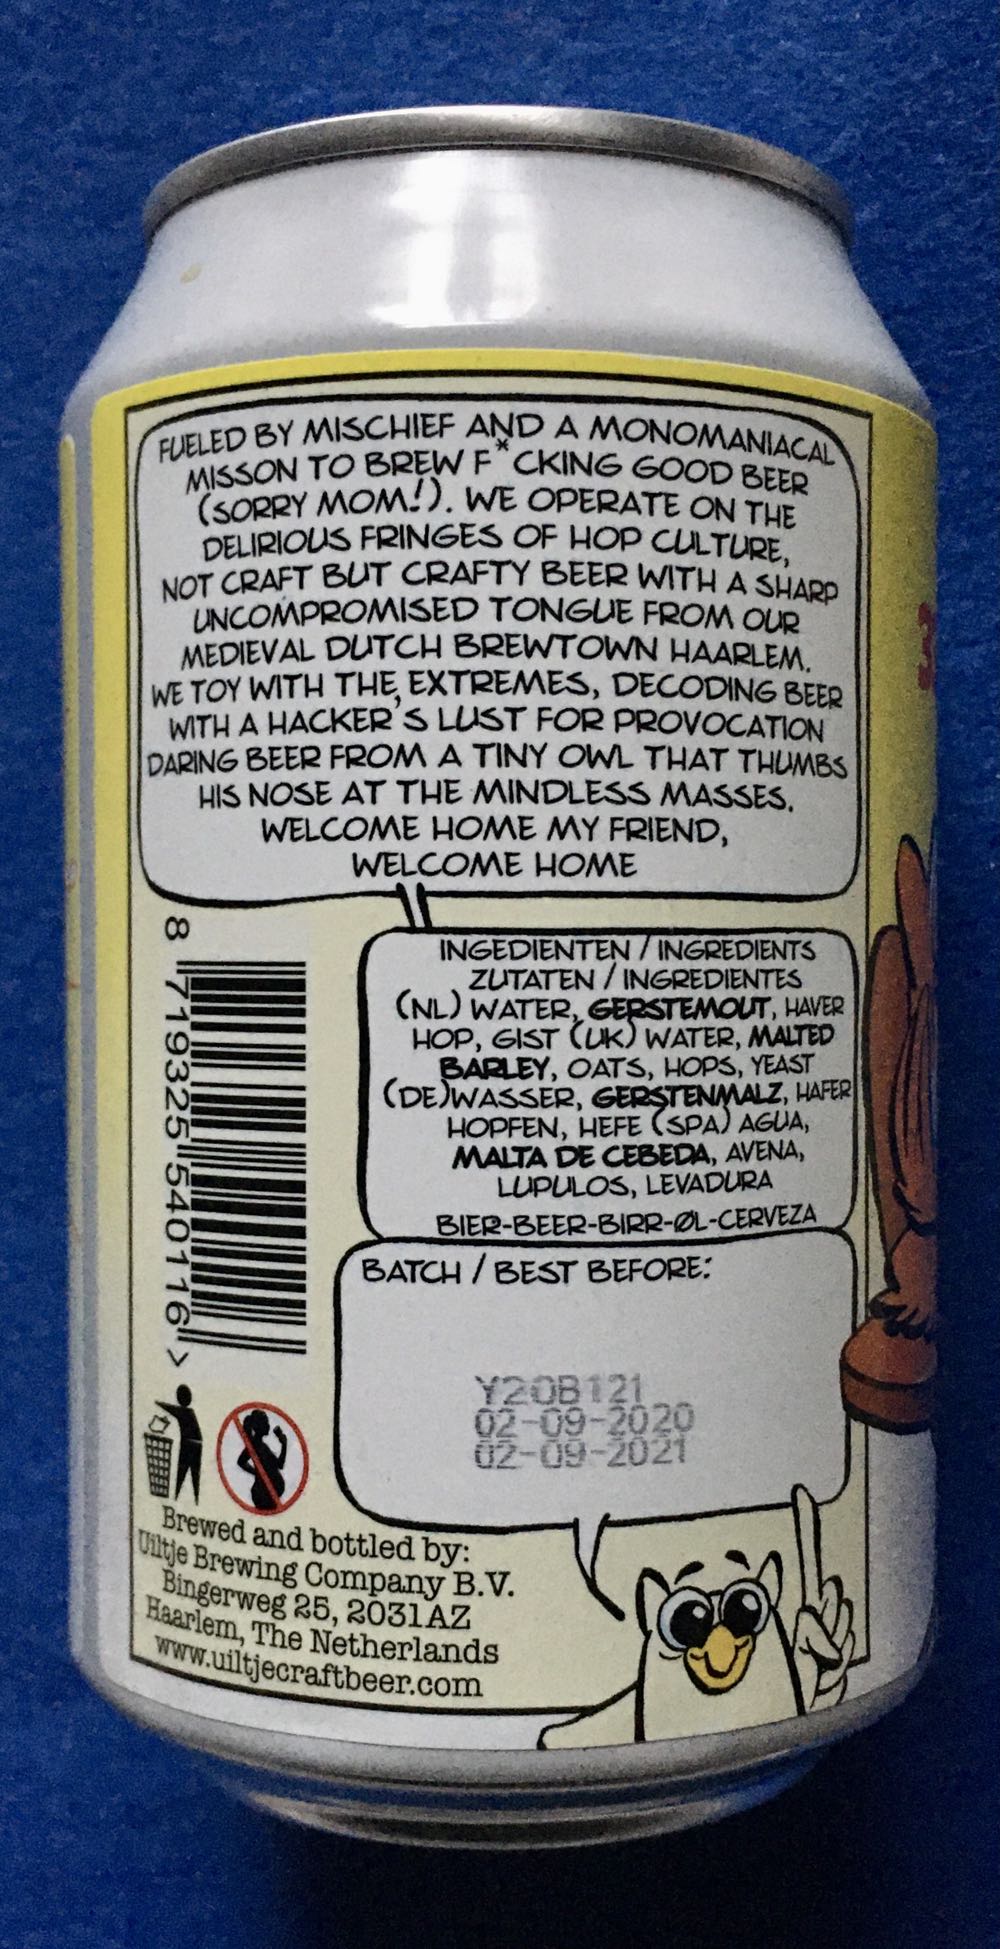 FUELED BY MISCHIEF AND A MONOMANIACAL
MISSON TO BREW F*CKING GOOD BEER
(SORRY MOM!). WE OPERATE ON THE
DELIRIOUS FRINGES OF HOP CULTURE,
NOT CRAFT BUT CRAFTY BEER WITH A SHARP
UNCOMPROMISED TONGUE FROM OUR
MEDIEVAL DUTCH BREWTOWN HAARLEM.
WE TOY WITH THE EXTREMES, DECODING BEER
WITH A HACKER'S LUST FOR PROVOCATION
DARING BEER FROM A TINY OWL THAT THUMBS
HIS NOSE AT THE MINDLESS MASSES.
WELCOME HOME MY FRIEND,
WELCOME HOME
INGEDIENTEN / INGREDIENTS
ZUTATEN / INGREDIENTES
(NL) WATER, GERSTEMOUT, HAVER
HOP, GIST (UK) WATER, MALTED
BARLEY, OATS, HOPS, YEAST
(DE)WASSER, GERSTENMALZ, HAFER
HOPFEN, HEFE (SPA) AGUA,
MALTA DE CEBEDA, AVENA,
LUPULOS, LEVADURA
BIER-BEER-BIRR-ØL-CERVEZA
8 719325 540116 >
BATCH / BEST BEFORE:
Y20B121
02-09-2020
02-09-2021
Brewed and bottled by:
Uiltje Brewing Company B.V.
Bingerweg 25, 2031AZ
Haarlem, The Netherlands
www.uiltjecraftbeer.com